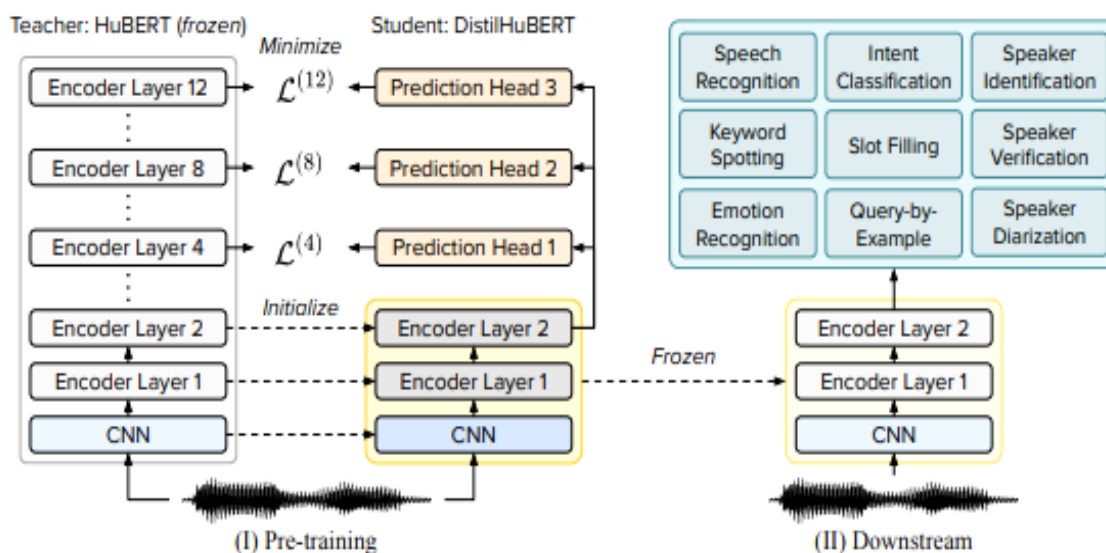 Teacher: HuBERT (frozen)
Minimize
Student: DistilHuBERT
Encoder Layer 12
ℒ(12)
Prediction Head 3
Encoder Layer 8
ℒ(8)
Prediction Head 2
Encoder Layer 4
ℒ(4)
Prediction Head 1
Encoder Layer 2
Initialize
Encoder Layer 2
Encoder Layer 1
Encoder Layer 1
CNN
CNN
(I) Pre-training
Frozen
Speech
Recognition
Intent
Classification
Speaker
Identification
Keyword
Spotting
Slot Filling
Speaker
Verification
Emotion
Recognition
Query-by-
Example
Speaker
Diarization
Encoder Layer 2
Encoder Layer 1
CNN
(II) Downstream